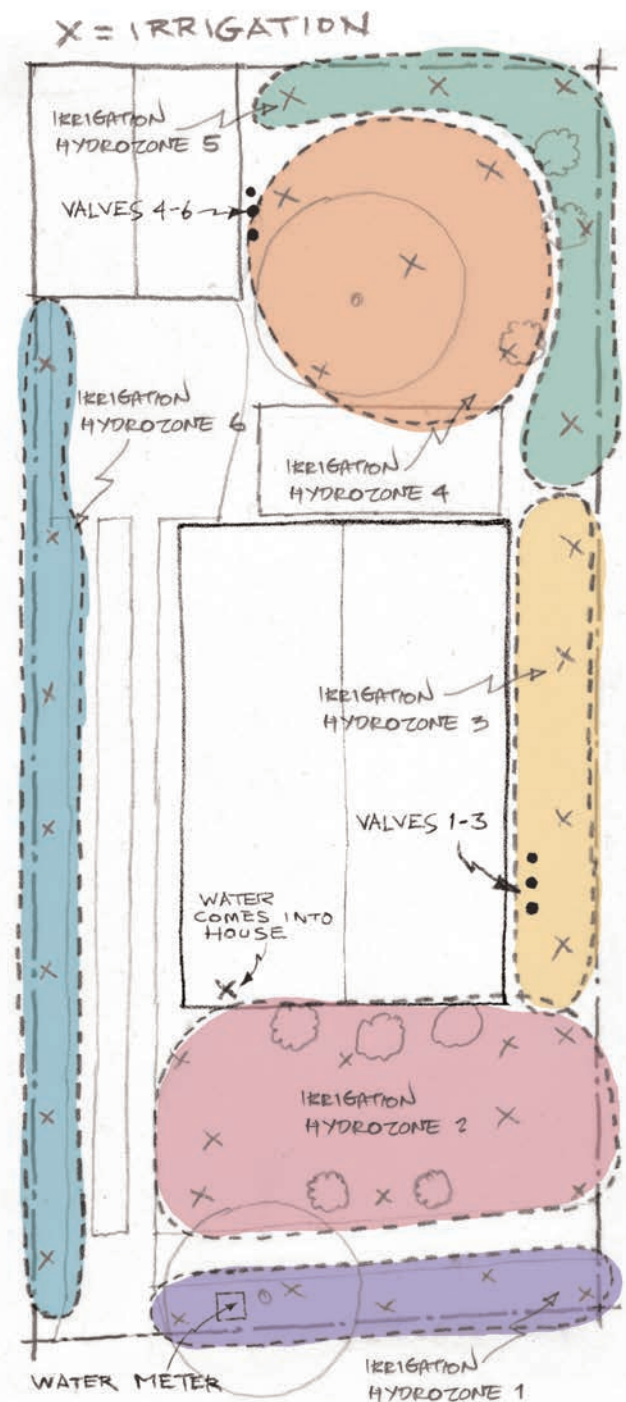 X = IRRIGATION
IRRIGATION
HYDROZONE 5
VALVES 4-6
IRRIGATION
HYDROZONE 6
IRRIGATION
HYDROZONE 4
IRRIGATION
HYDROZONE 3
VALVES 1-3
WATER
COMES INTO
HOUSE
IRRIGATION
HYDROZONE 2
WATER METER
IRRIGATION
HYDROZONE 1